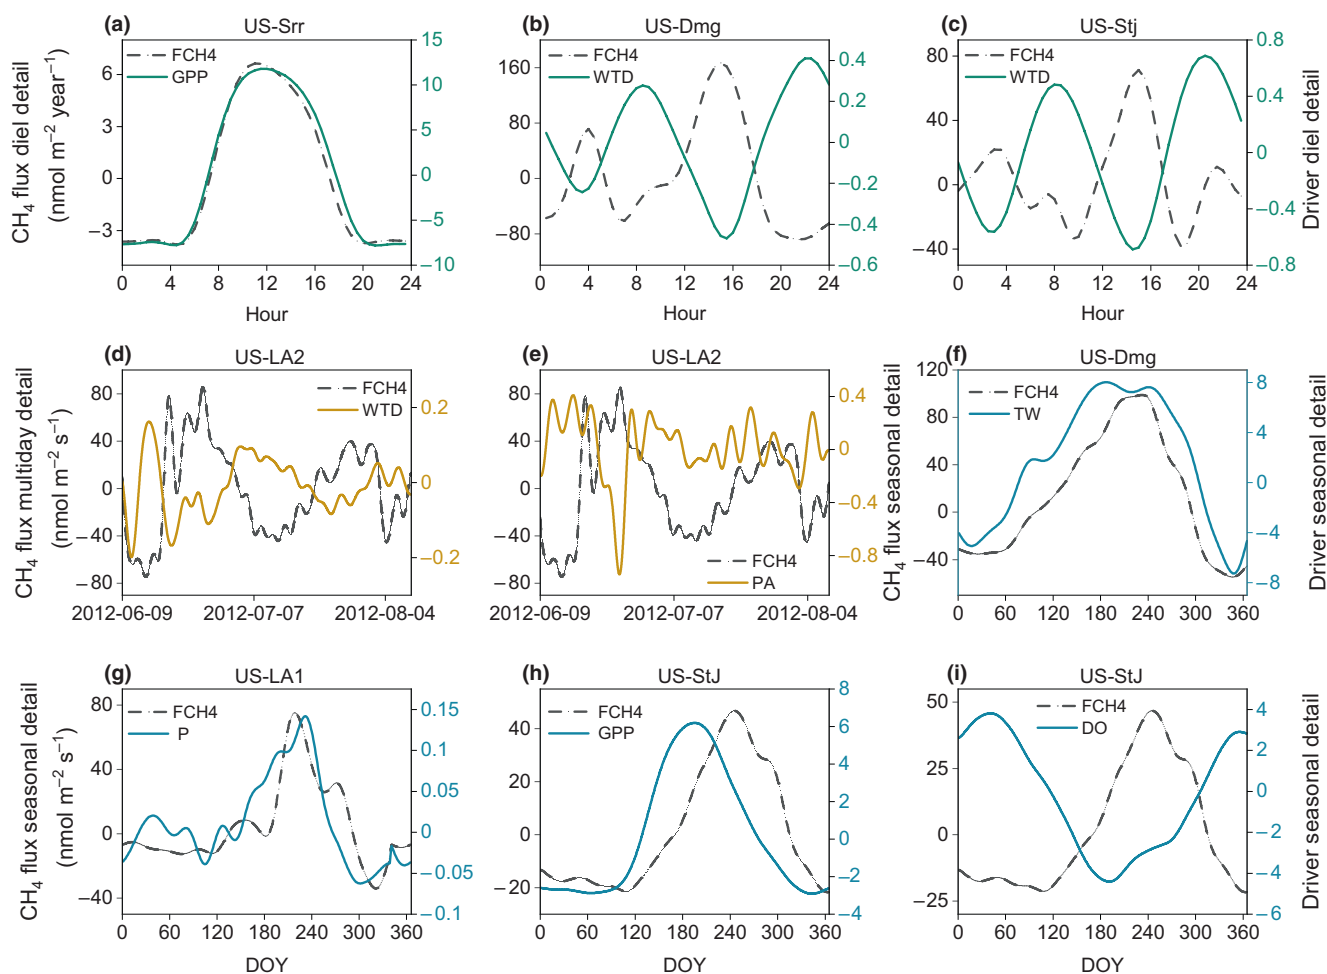 (a) US-Srr
CH4 flux diel detail
(nmol m−2 year−1)
6
3
0
−3
FCH4
GPP
15
10
5
0
−5
−10
0 4 8 12 16 20 24
Hour
(b) US-Dmg
160
80
0
−80
FCH4
WTD
0.4
0.2
0
−0.2
−0.4
−0.6
0 4 8 12 16 20 24
Hour
(c) US-Stj
80
40
0
−40
FCH4
WTD
0.8
0.4
0
−0.4
−0.8
Driver diel detail
0 4 8 12 16 20 24
Hour
(d) US-LA2
CH4 flux multiday detail
(nmol m−2 s−1)
80
40
0
−40
−80
FCH4
WTD
0.2
0
−0.2
2012-06-09 2012-07-07 2012-08-04
(e) US-LA2
80
40
0
−40
−80
FCH4
PA
0.4
0
−0.4
−0.8
2012-06-09 2012-07-07 2012-08-04
(f) US-Dmg
CH4 flux seasonal detail
120
80
40
0
−40
FCH4
TW
8
4
0
−4
−8
Driver seasonal detail
0 60 120 180 240 300 360
(g) US-LA1
CH4 flux seasonal detail
(nmol m−2 s−1)
80
40
0
−40
FCH4
P
0.15
0.1
0.05
0
−0.05
−0.1
0 60 120 180 240 300 360
DOY
(h) US-StJ
40
20
0
−20
FCH4
GPP
8
6
4
2
0
−2
−4
0 60 120 180 240 300 360
DOY
(i) US-StJ
50
25
0
−25
FCH4
DO
4
2
0
−2
−4
−6
Driver seasonal detail
0 60 120 180 240 300 360
DOY